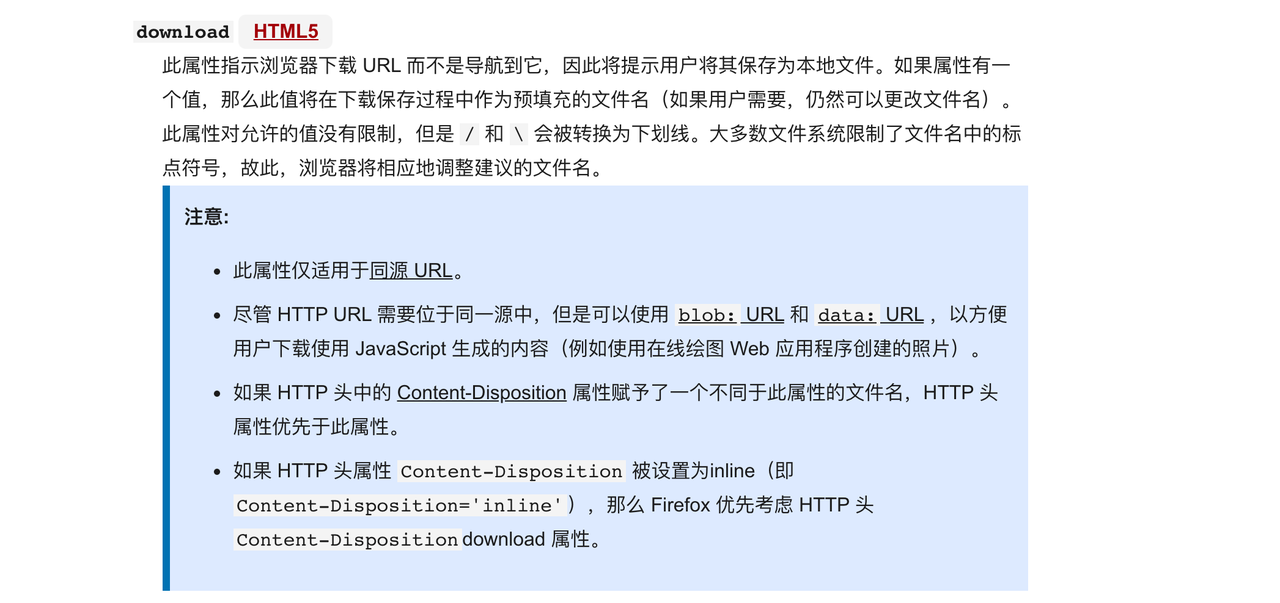 download HTML5
此属性指示浏览器下载 URL 而不是导航到它，因此将提示用户将其保存为本地文件。如果属性有一
个值，那么此值将在下载保存过程中作为预填充的文件名（如果用户需要，仍然可以更改文件名）。
此属性对允许的值没有限制，但是 / 和 \ 会被转换为下划线。大多数文件系统限制了文件名中的标
点符号，故此，浏览器将相应地调整建议的文件名。
注意:
• 此属性仅适用于同源 URL。
• 尽管 HTTP URL 需要位于同一源中，但是可以使用 blob: URL 和 data: URL ，以方便
用户下载使用 JavaScript 生成的内容（例如使用在线绘图 Web 应用程序创建的照片）。
• 如果 HTTP 头中的 Content-Disposition 属性赋予了一个不同于此属性的文件名，HTTP 头
属性优先于此属性。
• 如果 HTTP 头属性 Content-Disposition 被设置为inline（即
Content-Disposition='inline'），那么 Firefox 优先考虑 HTTP 头
Content-Dispositiondownload 属性。